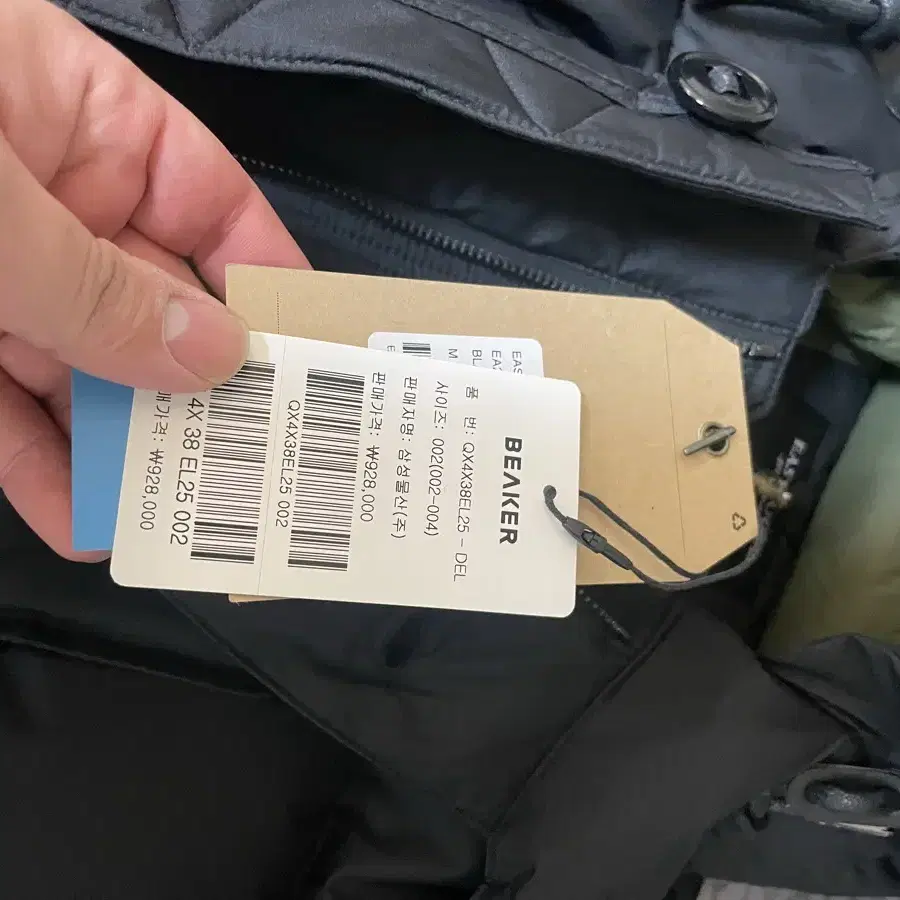 BEAKER
품 번: QX4X38EL25 - DEL
사이즈: 002(002-004)
판매자명: 삼성물산(주)
판매가격: ₩928,000
QX4X38EL25 002
4X 38 EL25 002
판매가격: ₩928,000